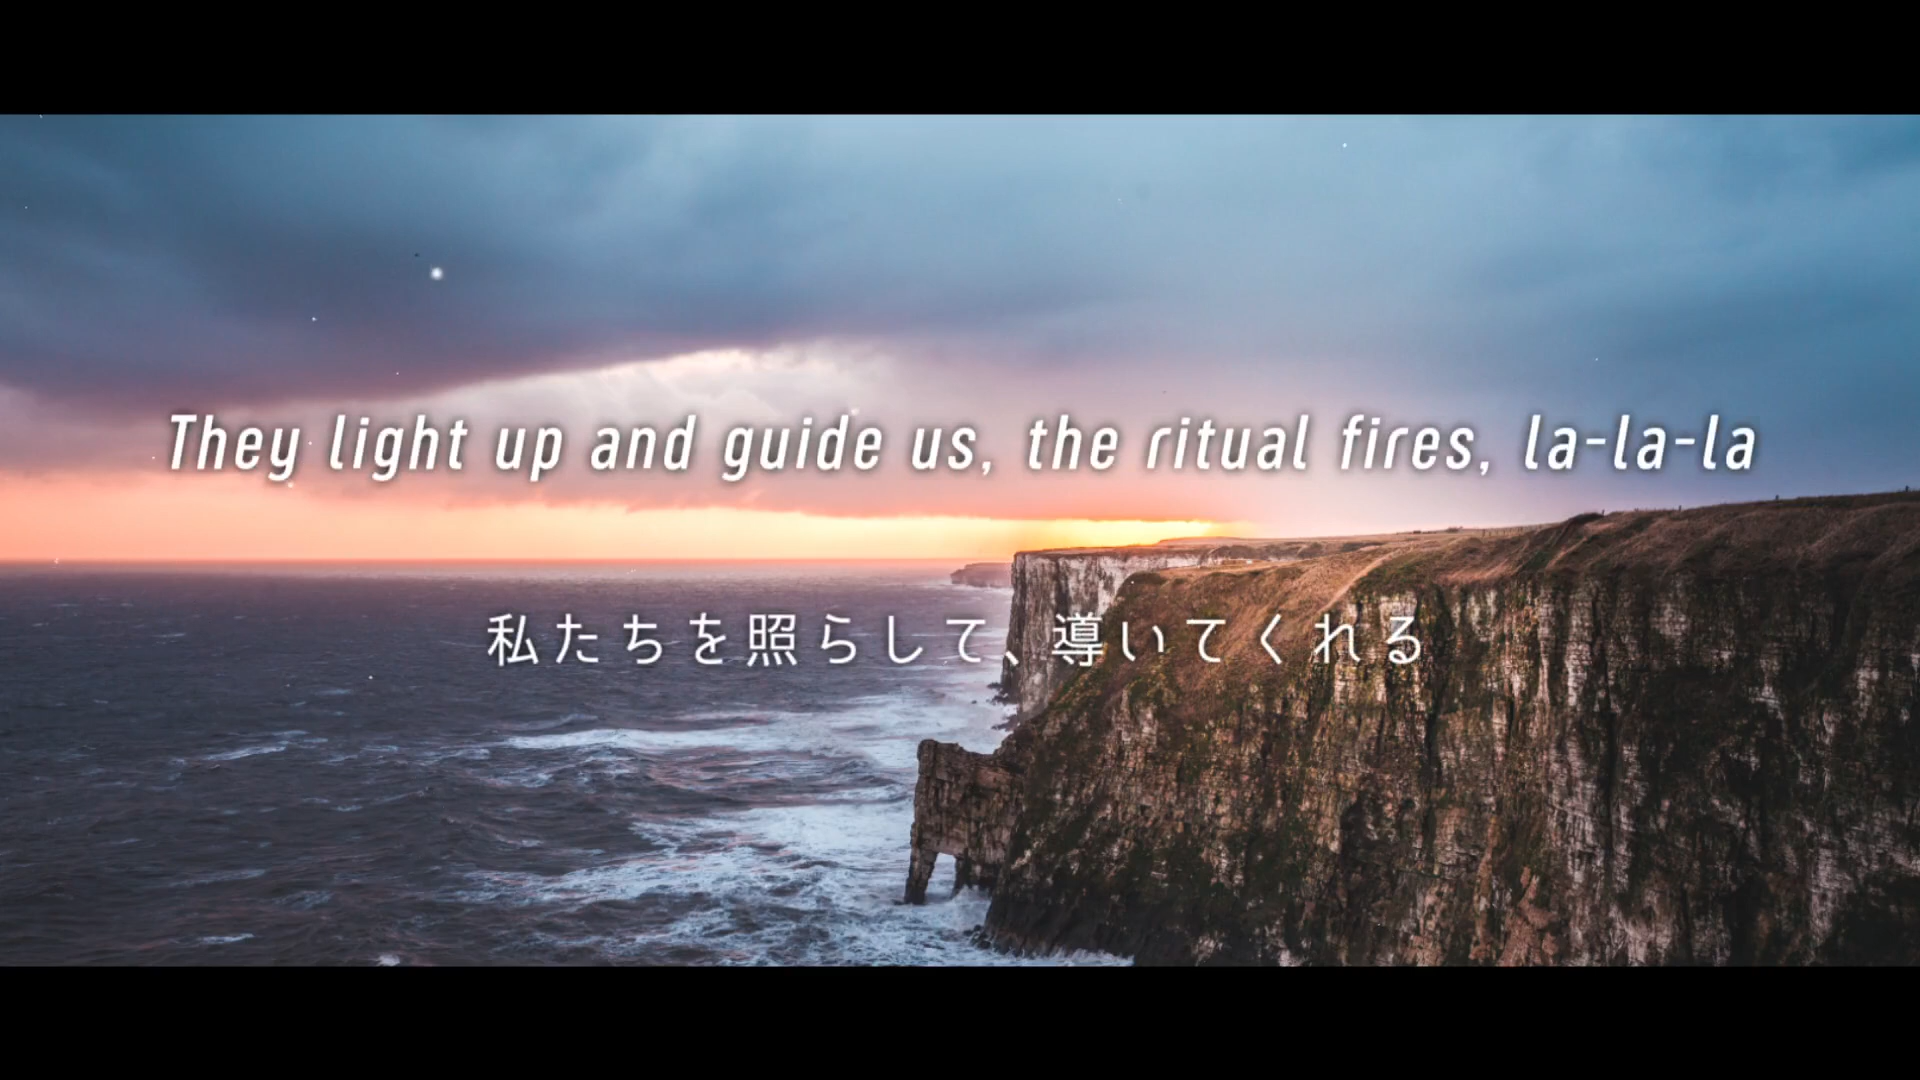 They light up and guide us, the ritual fires, la-la-la
私たちを照らして、導いてくれる